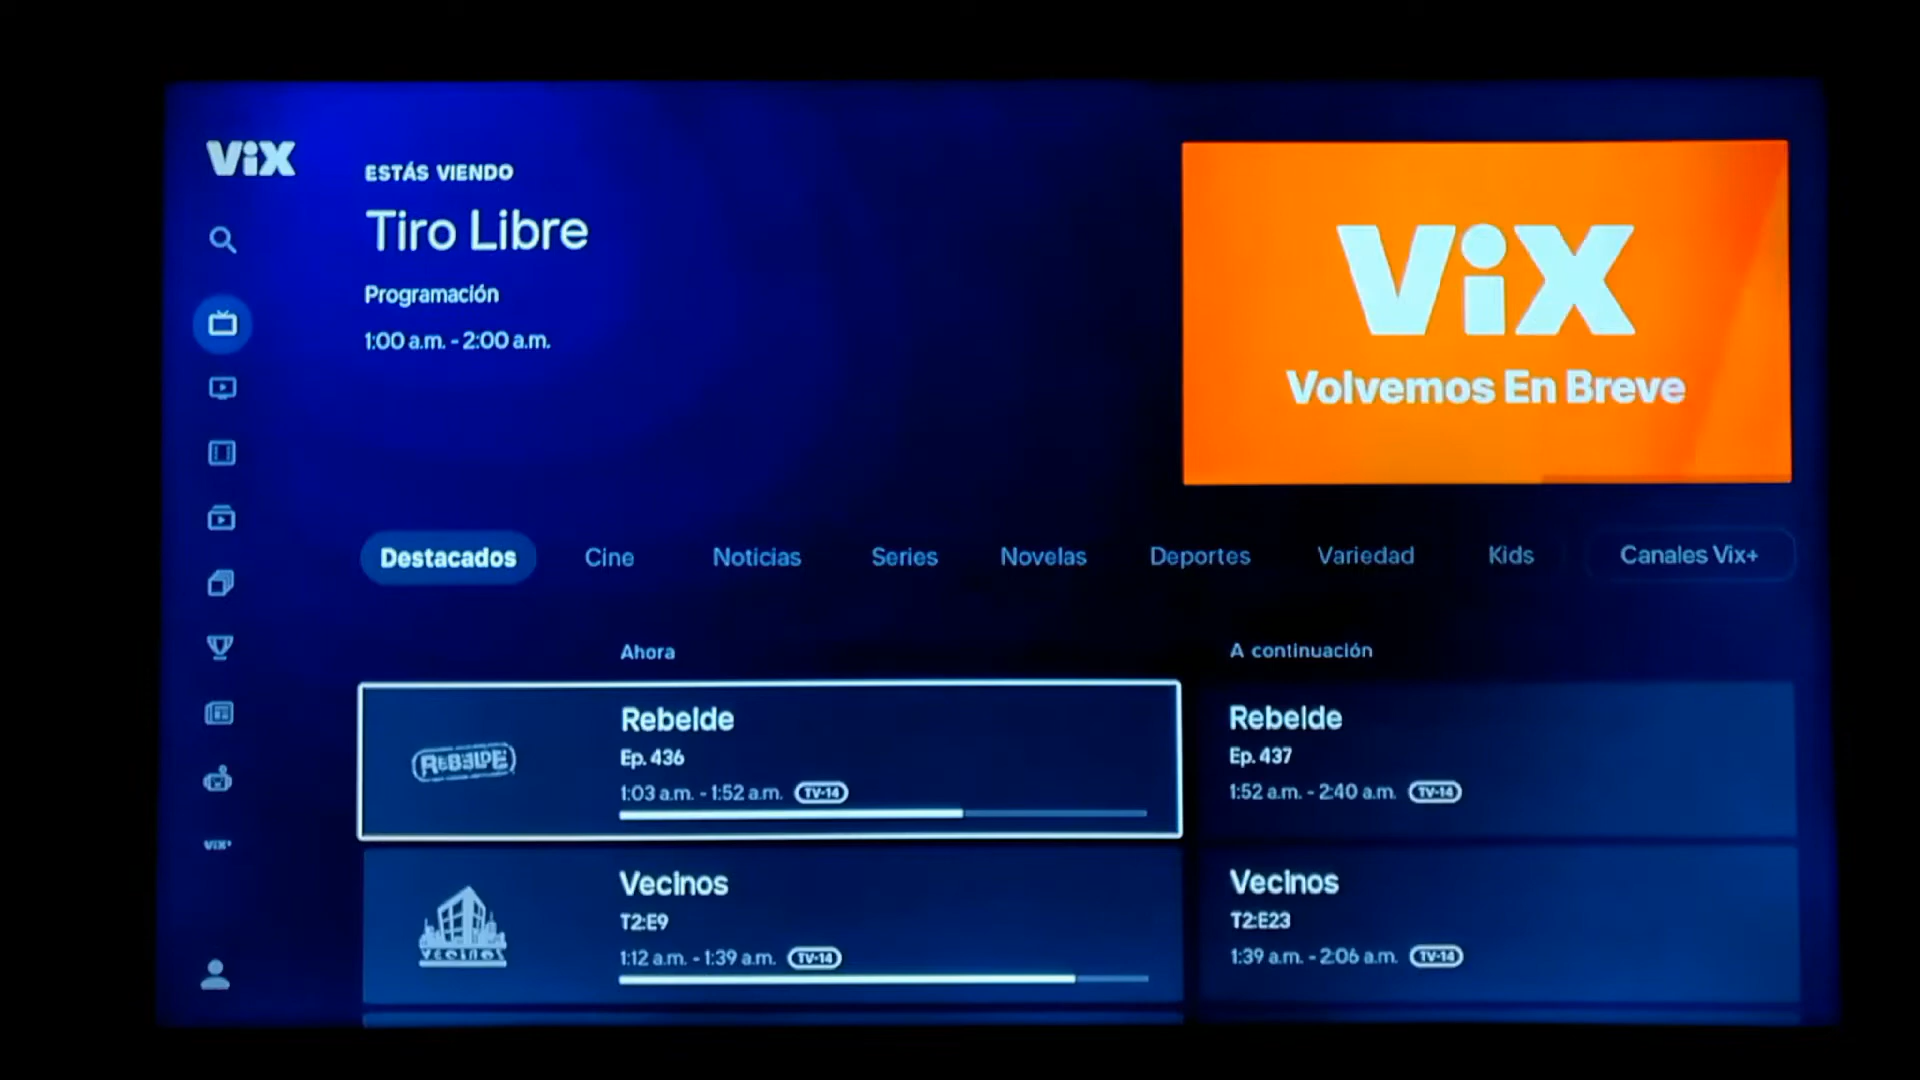 ViX
ESTÁS VIENDO
Tiro Libre
Programación
1:00 a.m. - 2:00 a.m.
ViX
Volvemos En Breve
Destacados
Cine
Noticias
Series
Novelas
Deportes
Variedad
Kids
Canales Vix+
Ahora
A continuación
REBELDE
Rebelde
Ep. 436
1:03 a.m. - 1:52 a.m. TV-14
Rebelde
Ep. 437
1:52 a.m. - 2:40 a.m. TV-14
VECINOS
Vecinos
T2:E9
1:12 a.m. - 1:39 a.m. TV-14
Vecinos
T2:E23
1:39 a.m. - 2:06 a.m. TV-14
ViX+